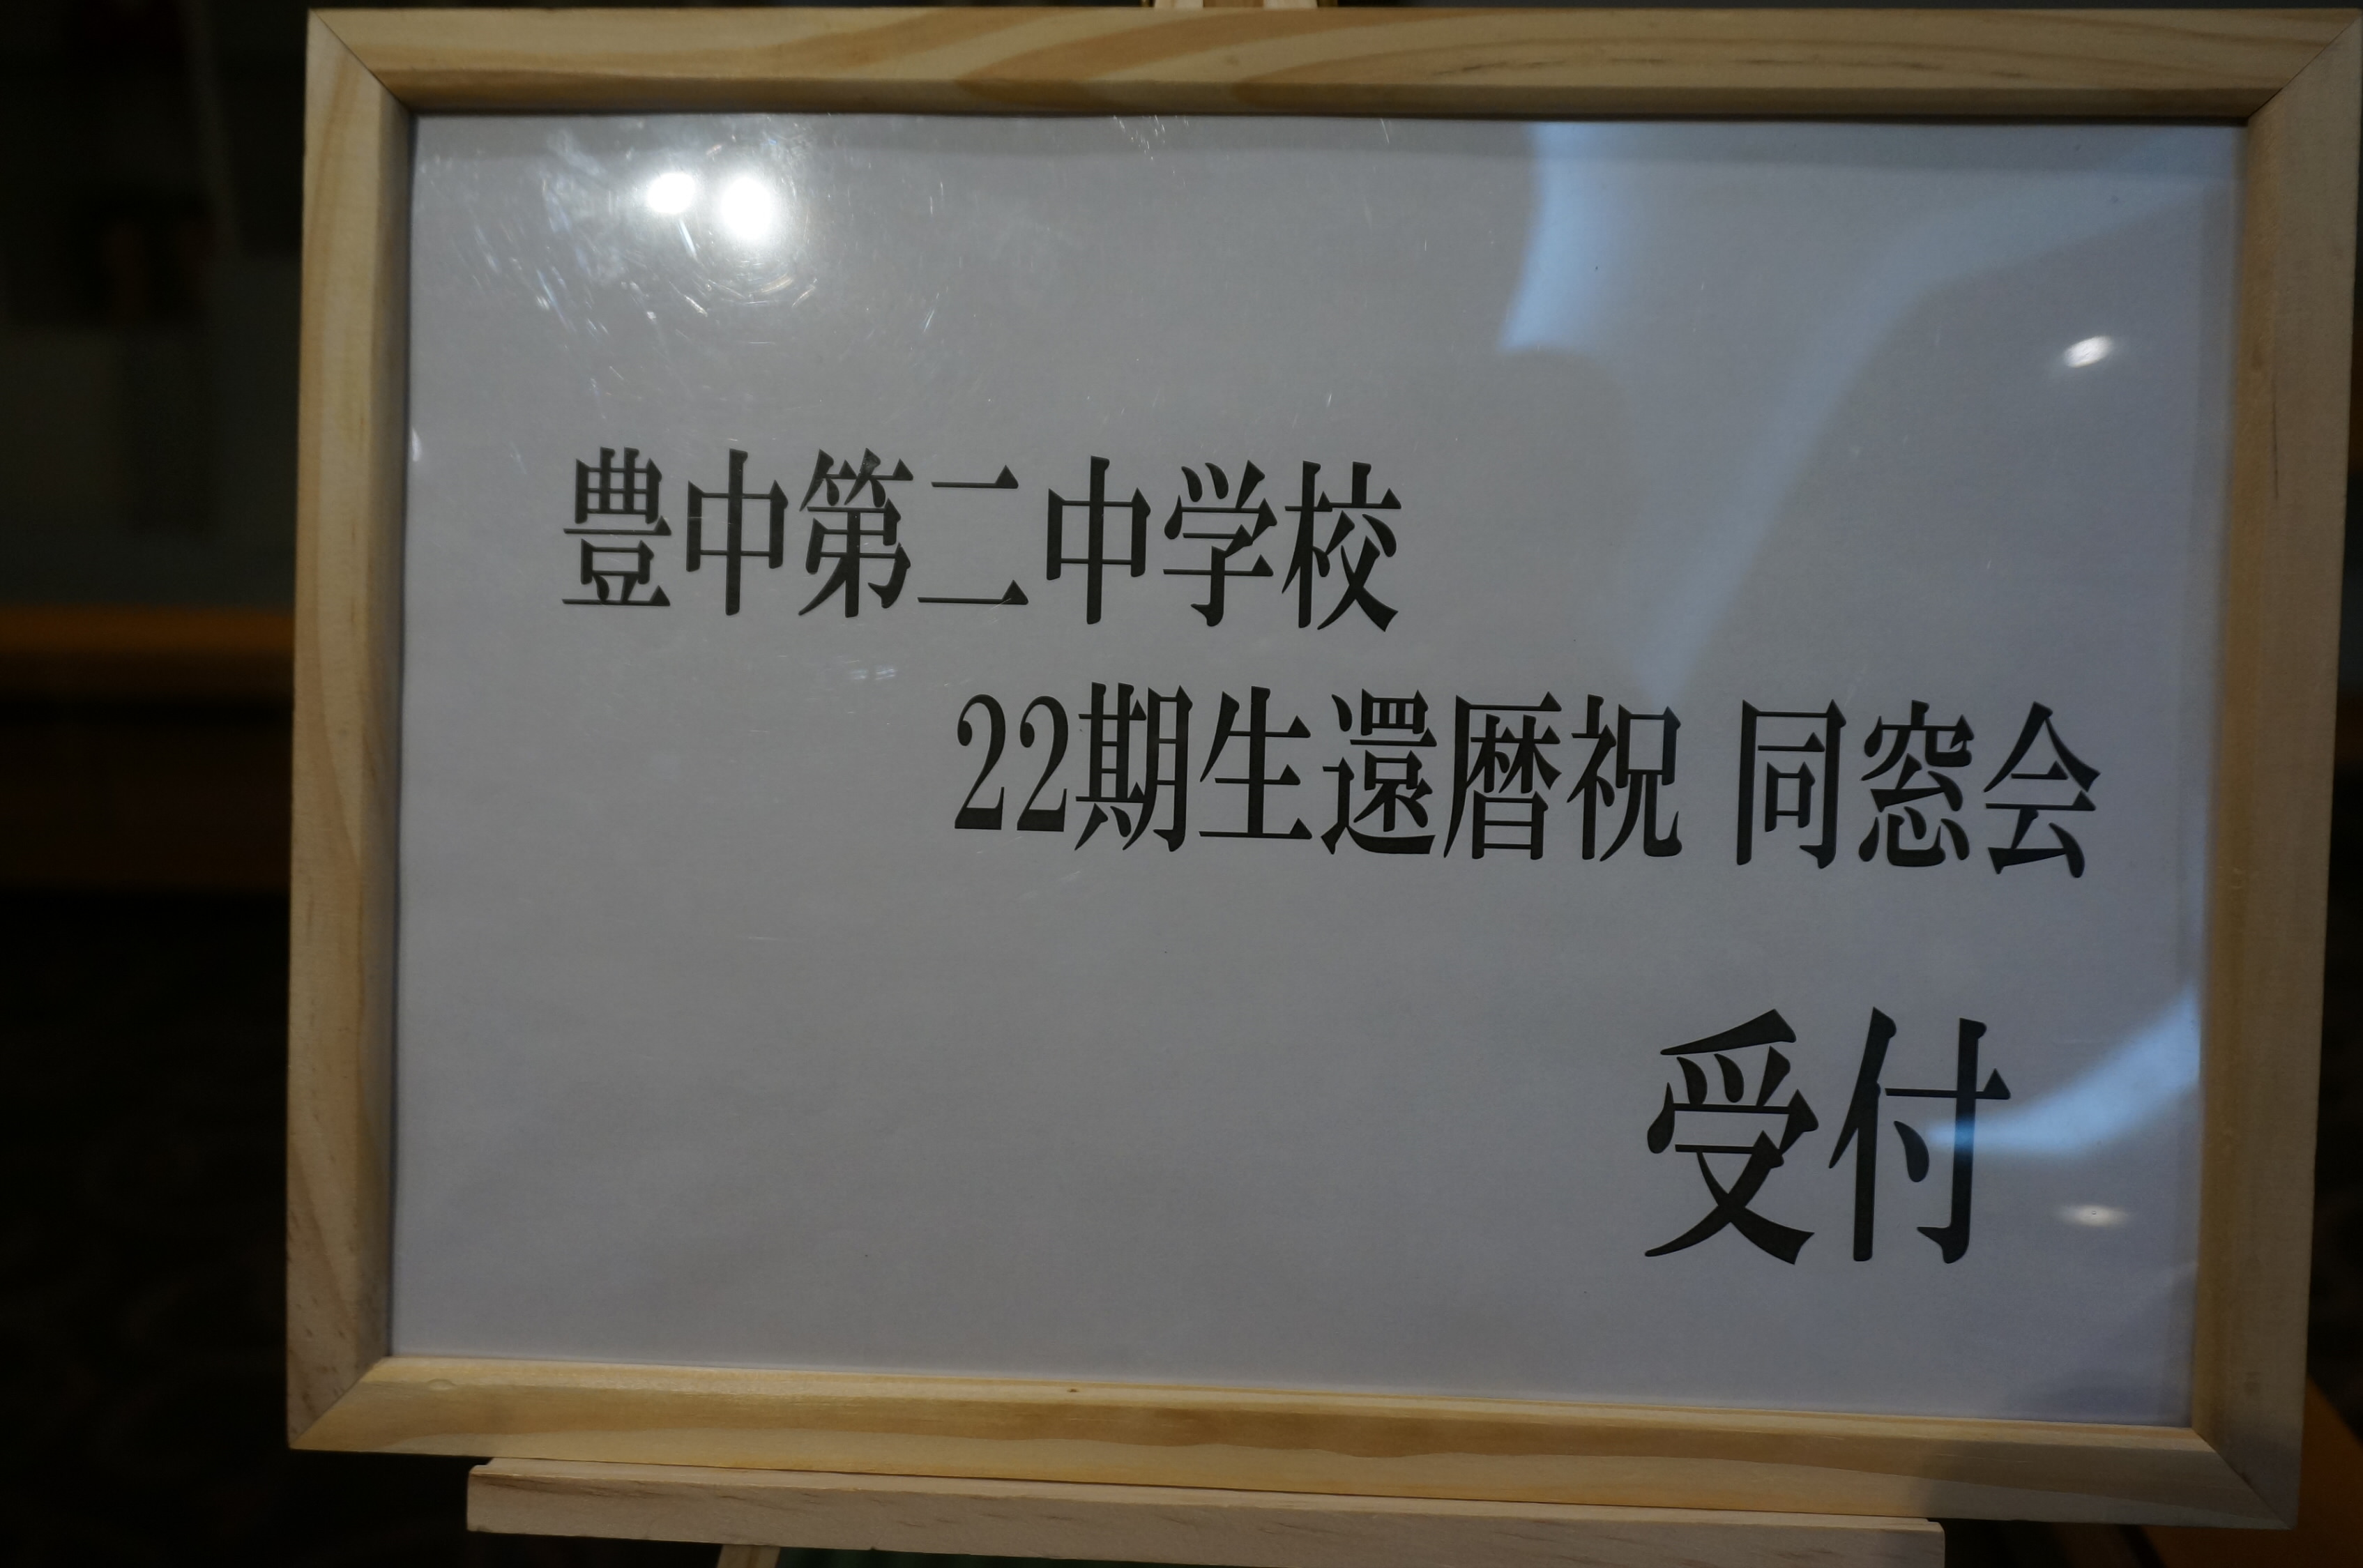 豊中第二中学校
22期生還暦祝 同窓会
受付